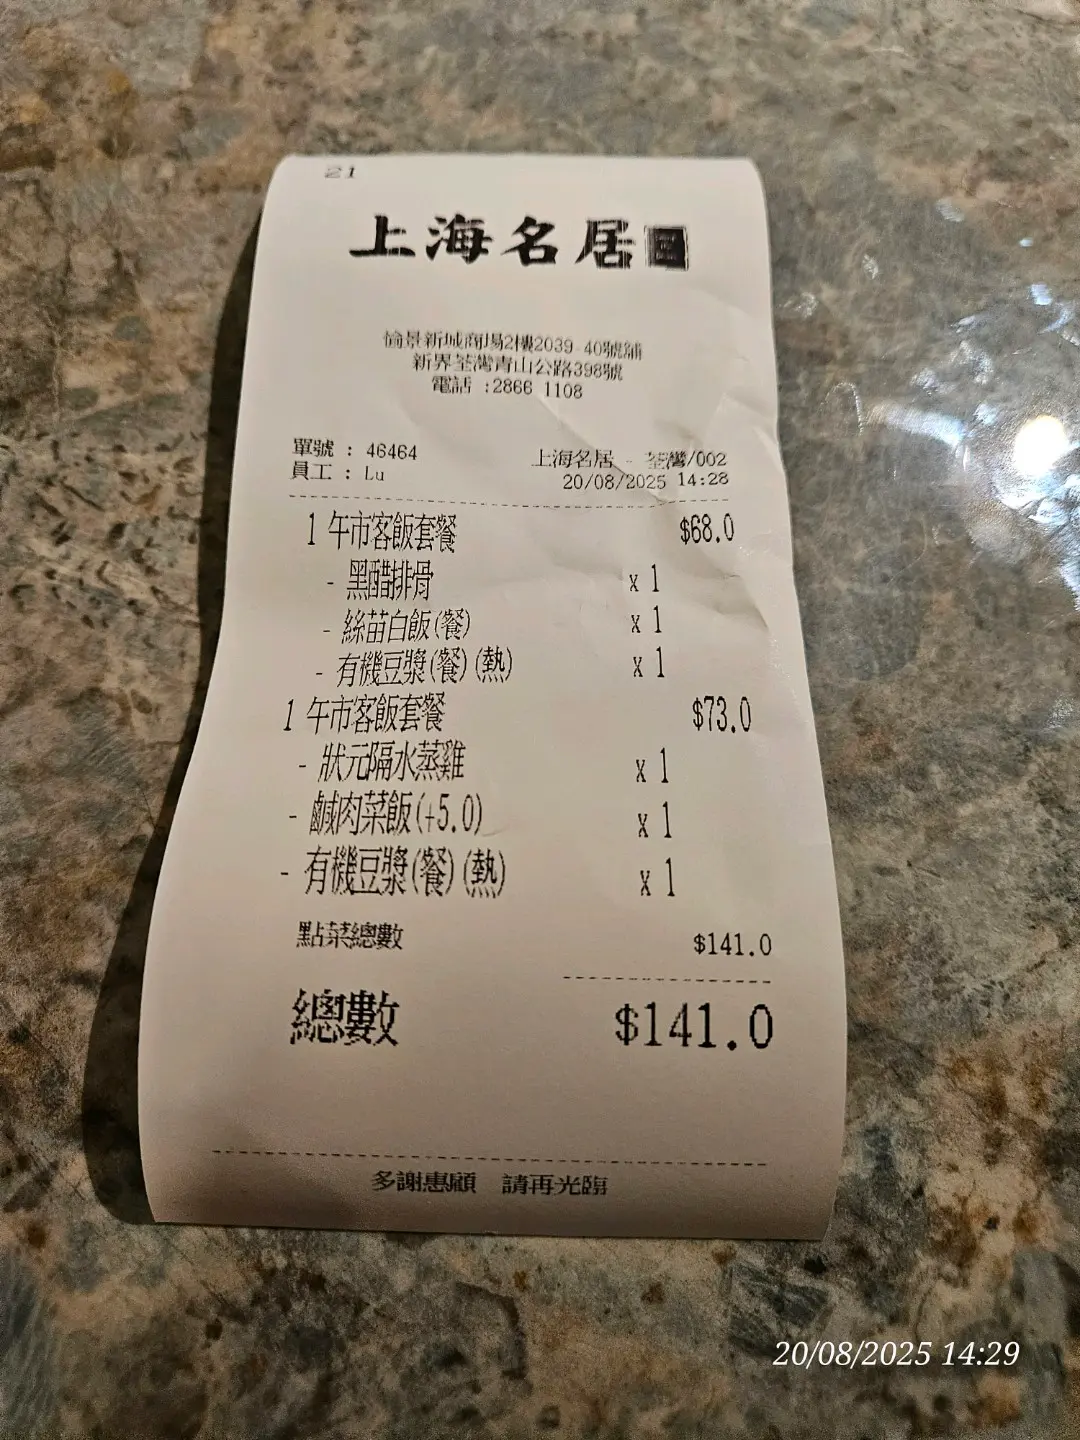 21
上海名居
愉景新城商場2樓2039-40號舖
新界荃灣青山公路398號
電話 :2866 1108
單號 : 46464
上海名居 - 荃灣/002
員工 : Lu
20/08/2025 14:28
1 午市客飯套餐 $68.0
- 黑醋排骨 x 1
- 絲苗白飯(餐) x 1
- 有機豆漿(餐)(熱) x 1
1 午市客飯套餐 $73.0
- 狀元隔水蒸雞 x 1
- 鹹肉菜飯(+5.0) x 1
- 有機豆漿(餐)(熱) x 1
點菜總數 $141.0
總數 $141.0
多謝惠顧 請再光臨
20/08/2025 14:29